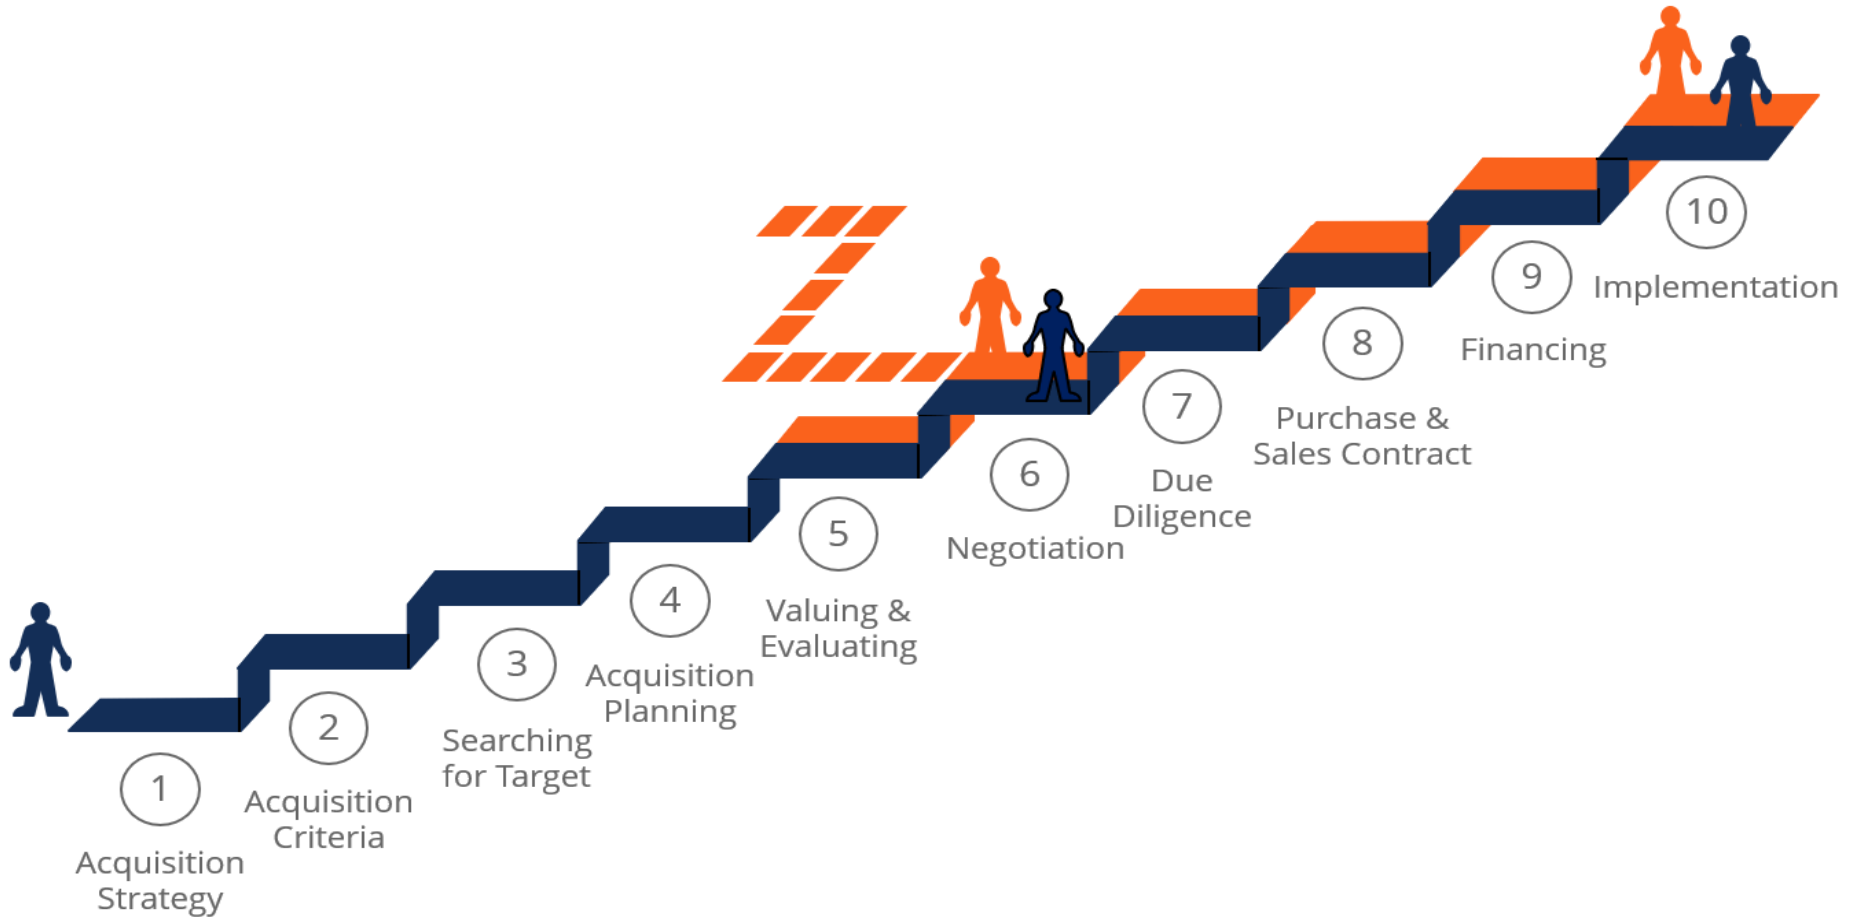 1
Acquisition
Strategy
2
Acquisition
Criteria
3
Searching
for Target
4
Acquisition
Planning
5
Valuing &
Evaluating
6
Negotiation
7
Due
Diligence
8
Purchase &
Sales Contract
9
Financing
10
Implementation